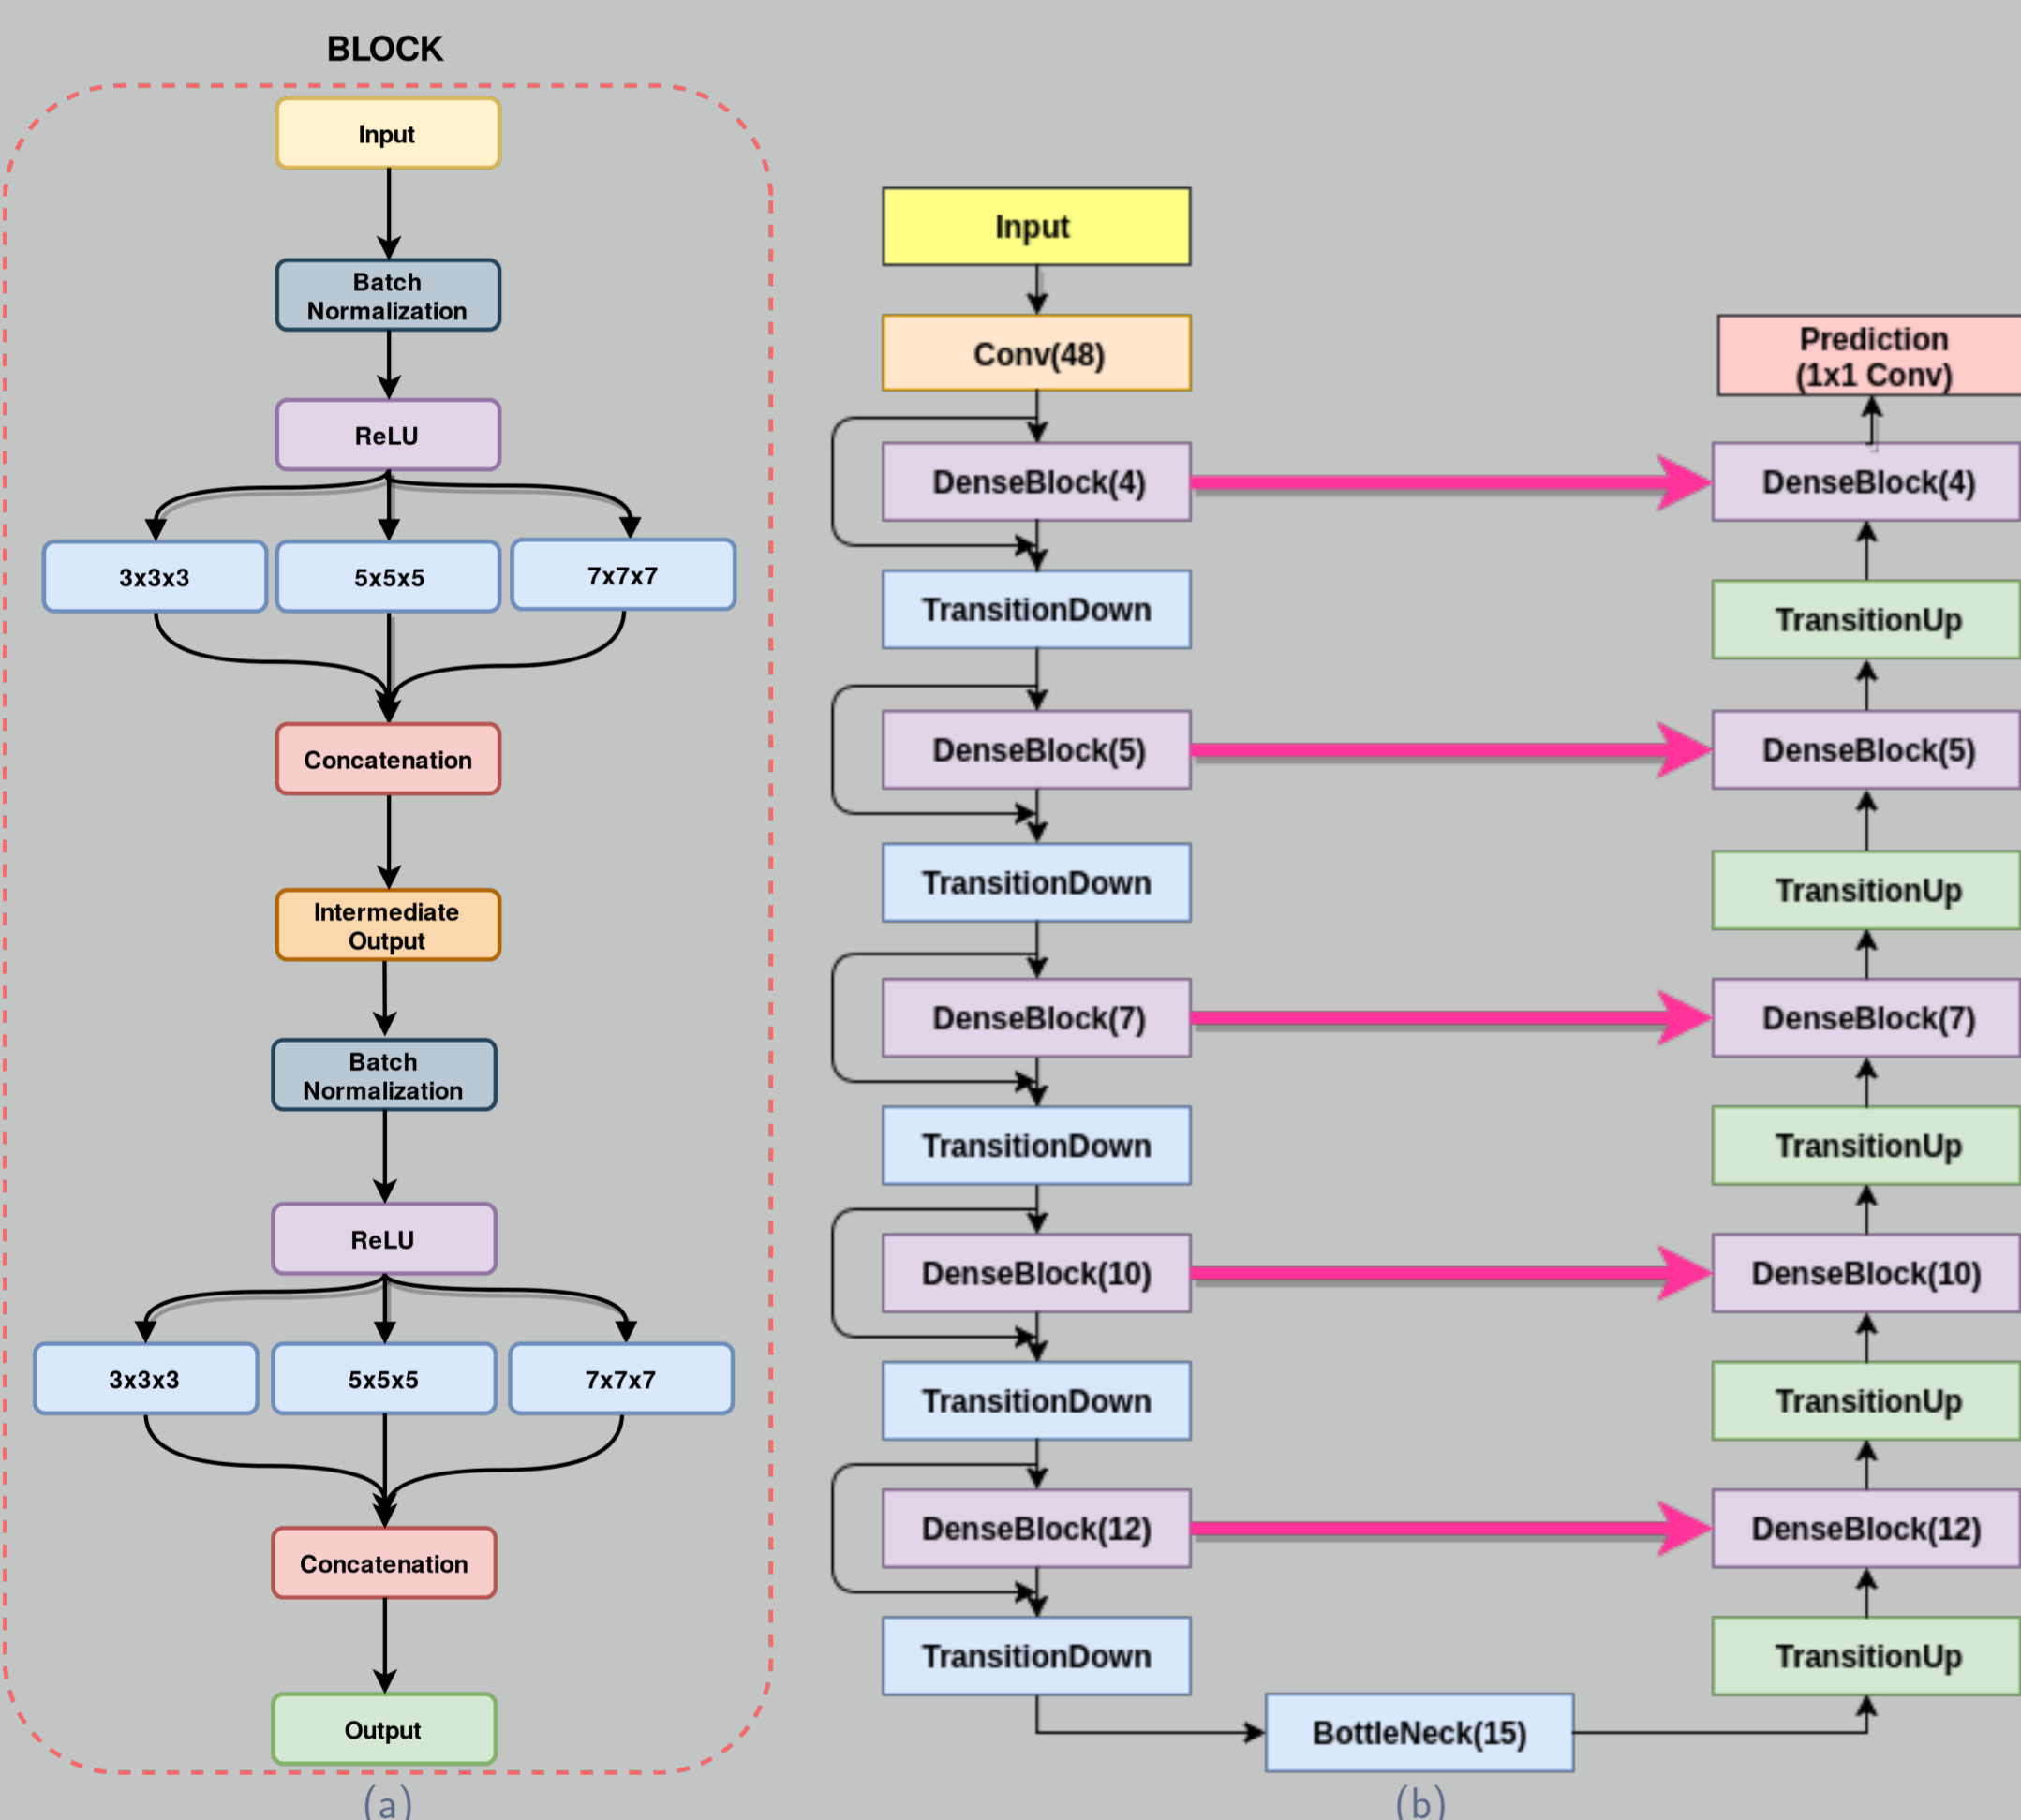 BLOCK
Input
Batch
Normalization
ReLU
3x3x3
5x5x5
7x7x7
Concatenation
Intermediate
Output
Batch
Normalization
ReLU
3x3x3
5x5x5
7x7x7
Concatenation
Output
(a)
Input
Conv(48)
DenseBlock(4)
TransitionDown
DenseBlock(5)
TransitionDown
DenseBlock(7)
TransitionDown
DenseBlock(10)
TransitionDown
DenseBlock(12)
TransitionDown
BottleNeck(15)
Prediction
(1x1 Conv)
DenseBlock(4)
TransitionUp
DenseBlock(5)
TransitionUp
DenseBlock(7)
TransitionUp
DenseBlock(10)
TransitionUp
DenseBlock(12)
TransitionUp
(b)